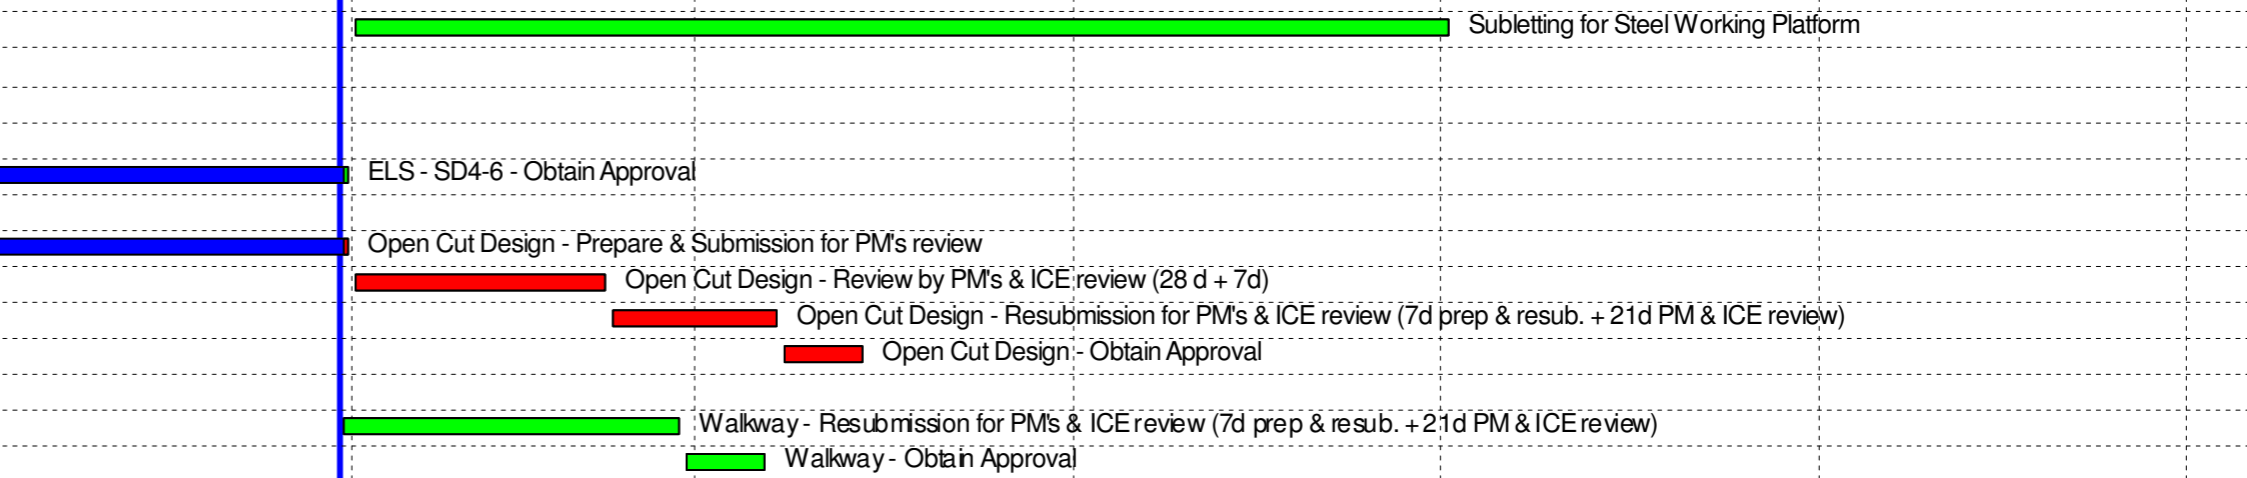 Subletting for Steel Working Platform
ELS - SD4-6 - Obtain Approval
Open Cut Design - Prepare & Submission for PM's review
Open Cut Design - Review by PM's & ICE review (28 d + 7d)
Open Cut Design - Resubmission for PM's & ICE review (7d prep & resub. + 21d PM & ICE review)
Open Cut Design - Obtain Approval
Walkway - Resubmission for PM's & ICE review (7d prep & resub. + 21d PM & ICE review)
Walkway - Obtain Approval